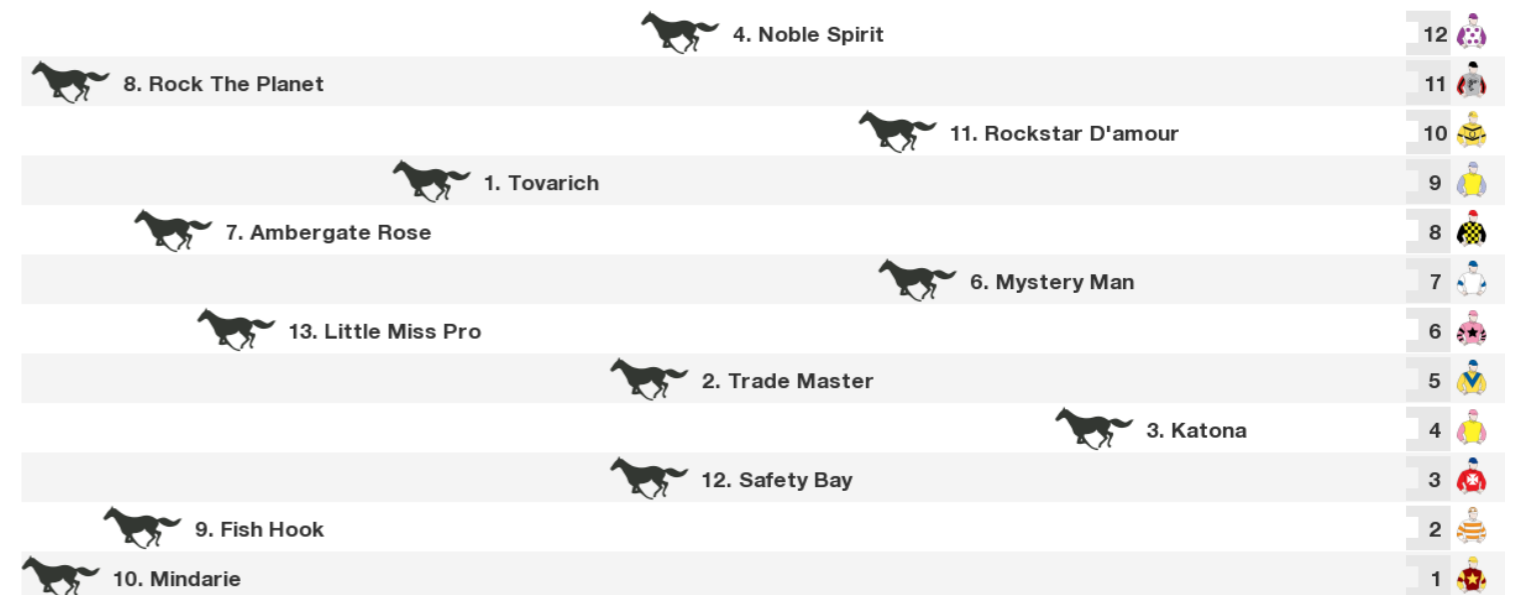 4. Noble Spirit 12
8. Rock The Planet 11
11. Rockstar D'amour 10
1. Tovarich 9
7. Ambergate Rose 8
6. Mystery Man 7
13. Little Miss Pro 6
2. Trade Master 5
3. Katona 4
12. Safety Bay 3
9. Fish Hook 2
10. Mindarie 1